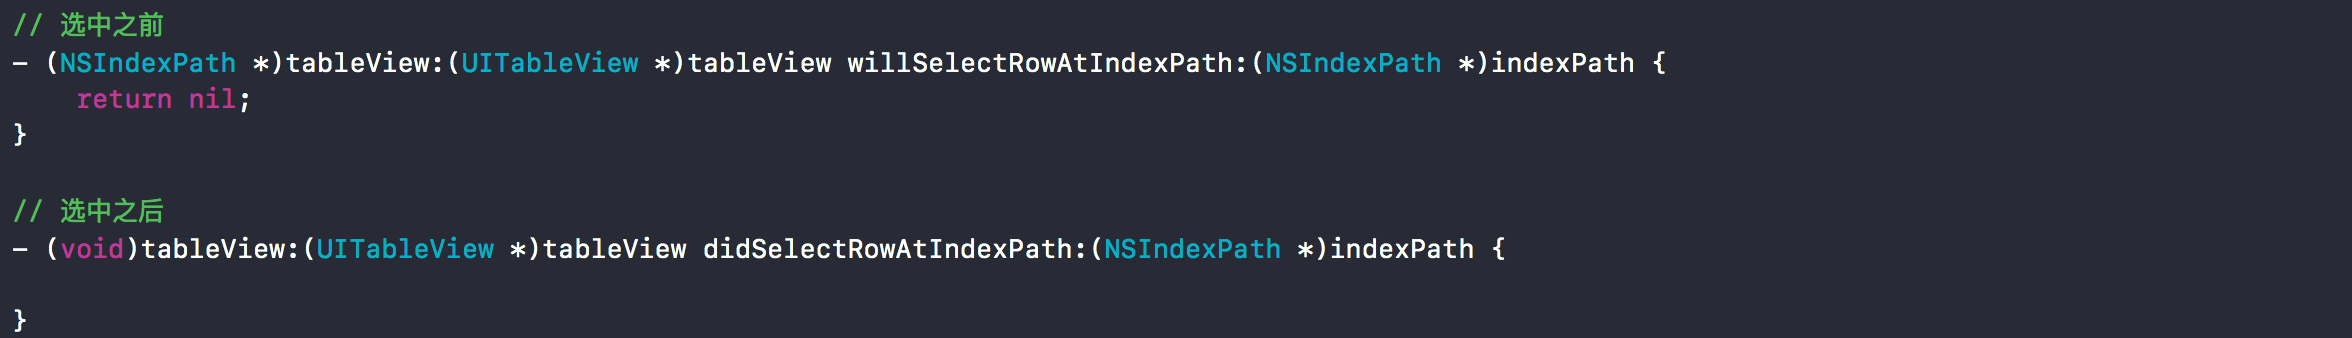 // 选中之前
- (NSIndexPath *)tableView:(UITableView *)tableView willSelectRowAtIndexPath:(NSIndexPath *)indexPath {
    return nil;
}
// 选中之后
- (void)tableView:(UITableView *)tableView didSelectRowAtIndexPath:(NSIndexPath *)indexPath {
}